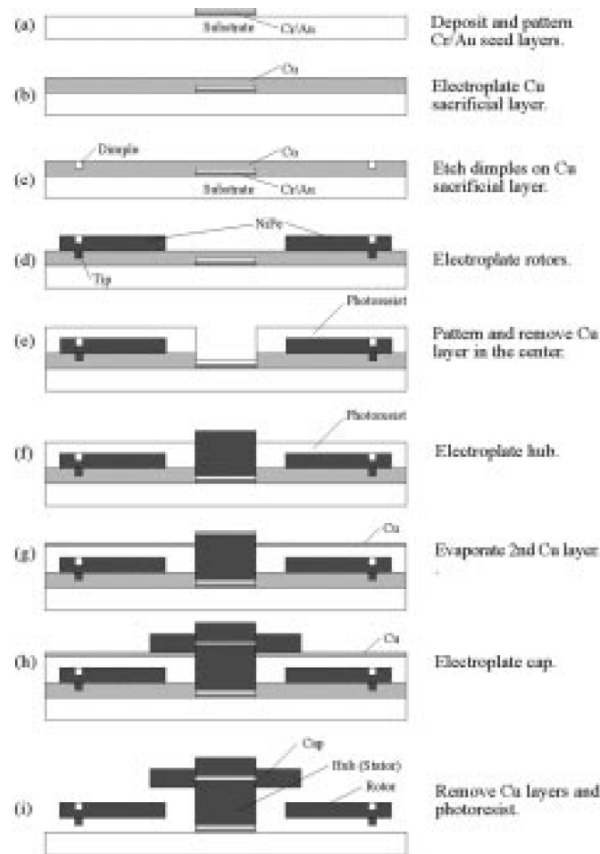 (a)
Substrate
Cr/Au
Deposit and pattern
Cr/Au seed layers.
(b)
Cu
Electroplate Cu
sacrificial layer.
(c)
Dimple
Cu
Substrate
Cr/Au
Etch dimples on Cu
sacrificial layer.
(d)
NiFe
Tip
Electroplate rotors.
(e)
Photoresist
Pattern and remove Cu
layer in the center.
(f)
Photoresist
Electroplate hub.
(g)
Cu
Evaporate 2nd Cu layer
.
(h)
Cu
Electroplate cap.
(i)
Cap
Hub (Stator)
Rotor
Remove Cu layers and
photoresist.